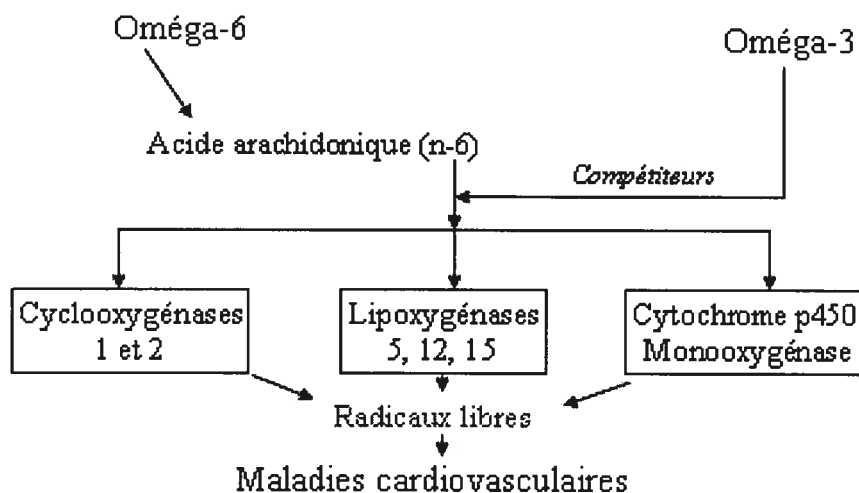 Oméga-6
Oméga-3
Acide arachidonique (n-6)
Compétiteurs
Cyclooxygénases
1 et 2
Lipoxygénases
5, 12, 15
Cytochrome p450
Monooxygénase
Radicaux libres
Maladies cardiovasculaires